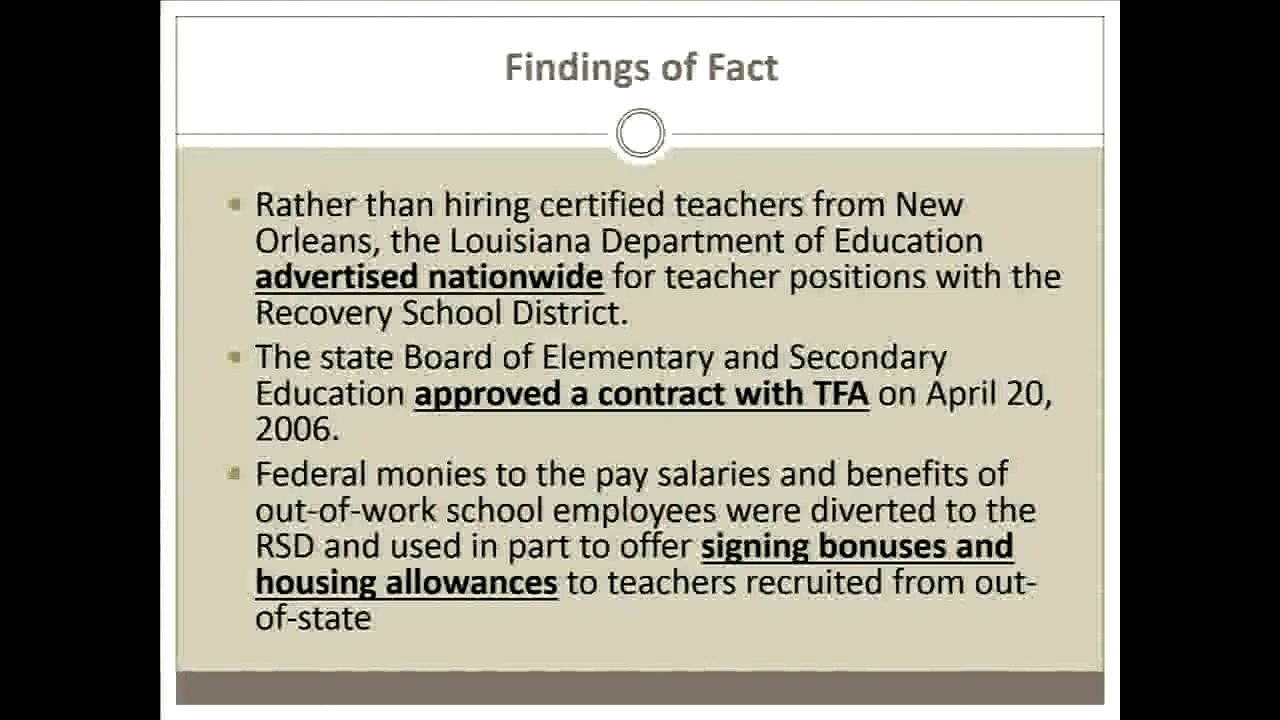 Findings of Fact
Rather than hiring certified teachers from New
Orleans, the Louisiana Department of Education
advertised nationwide for teacher positions with the
Recovery School District.
The state Board of Elementary and Secondary
Education approved a contract with TFA on April 20,
2006.
Federal monies to the pay salaries and benefits of
out-of-work school employees were diverted to the
RSD and used in part to offer signing bonuses and
housing allowances to teachers recruited from out-
of-state